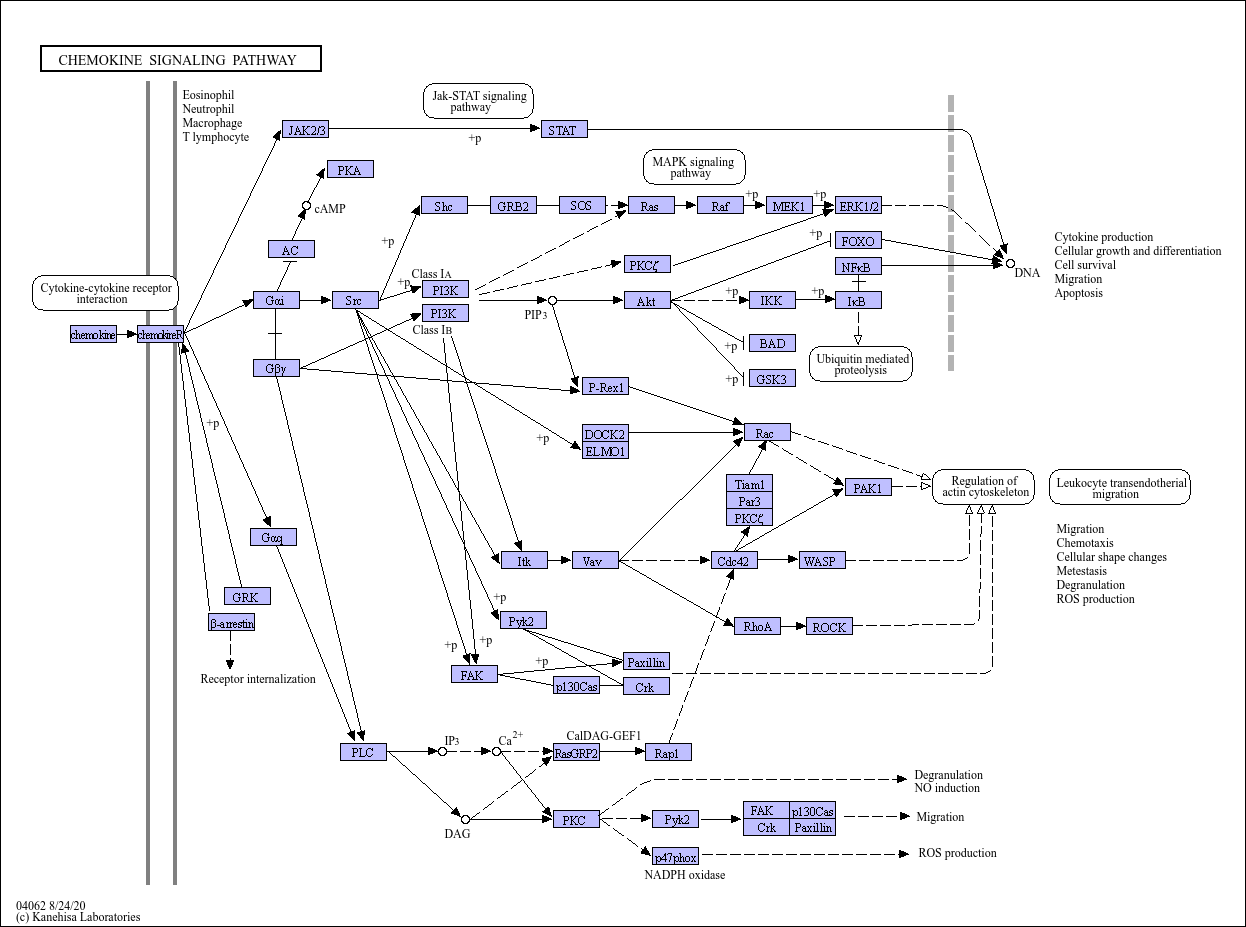 CHEMOKINE SIGNALING PATHWAY
Eosinophil
Neutrophil
Macrophage
T lymphocyte
Jak-STAT signaling
pathway
JAK2/3
+p
STAT
PKA
cAMP
AC
MAPK signaling
pathway
Shc
GRB2
SOS
Ras
Raf
+p
MEK1
+p
ERK1/2
+p
+p
FOXO
PKCζ
NFκB
Cytokine production
Cellular growth and differentiation
Cell survival
Migration
Apoptosis
DNA
Cytokine-cytokine receptor
interaction
chemokine
chemokineR
Gαi
Src
+p
Class IA
PI3K
PI3K
Class IB
PIP3
Akt
+p
IKK
+p
IκB
+p
BAD
+p
GSK3
Ubiquitin mediated
proteolysis
Gβγ
P-Rex1
+p
+p
DOCK2
ELMO1
Rac
Tiam1
Par3
PKCζ
PAK1
Regulation of
actin cytoskeleton
Leukocyte transendotherial
migration
Migration
Chemotaxis
Cellular shape changes
Metestasis
Degranulation
ROS production
Gαq
Itk
Vav
Cdc42
WASP
GRK
β-arrestin
Receptor internalization
+p
Pyk2
RhoA
ROCK
+p
+p
FAK
+p
Paxillin
p130Cas
Crk
PLC
IP3
Ca2+
CalDAG-GEF1
RasGRP2
Rap1
DAG
PKC
Degranulation
NO induction
Pyk2
FAK
p130Cas
Crk
Paxillin
Migration
p47phox
NADPH oxidase
ROS production
04062 8/24/20
(c) Kanehisa Laboratories